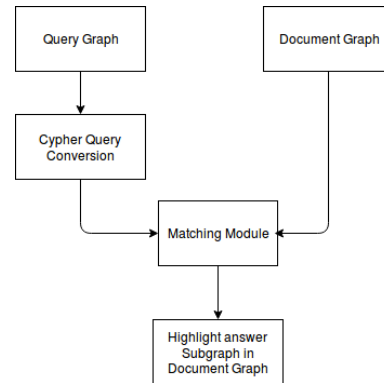 Query Graph
Document Graph
Cypher Query
Conversion
Matching Module
Highlight answer
Subgraph in
Document Graph